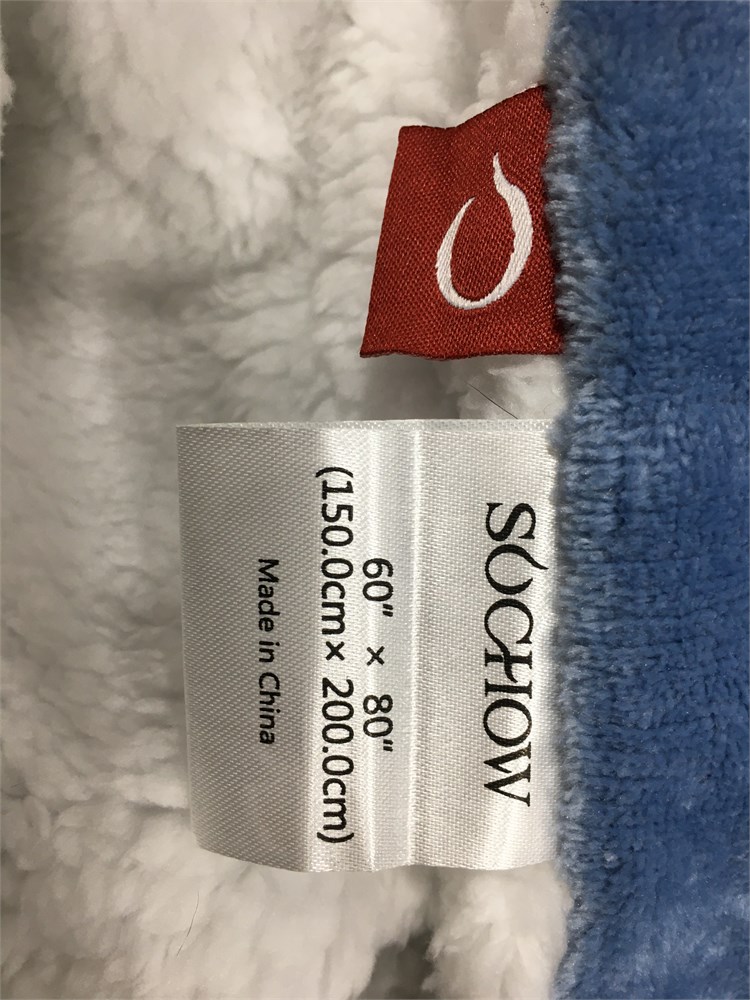 SOCHOW
60" × 80"
(150.0cm× 200.0cm)
Made in China